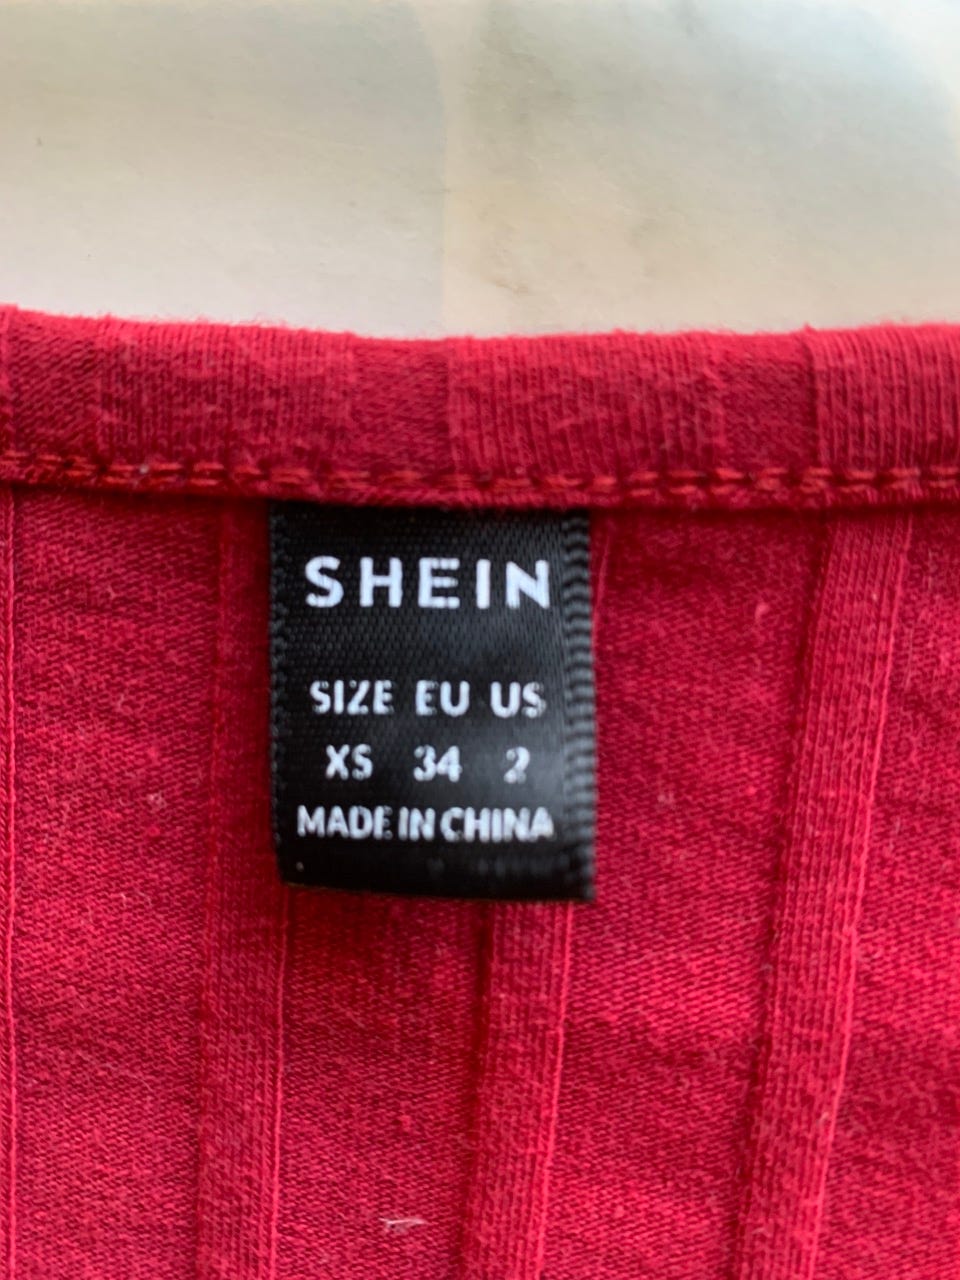 SHEIN
SIZE EU US
XS 34 2
MADE IN CHINA